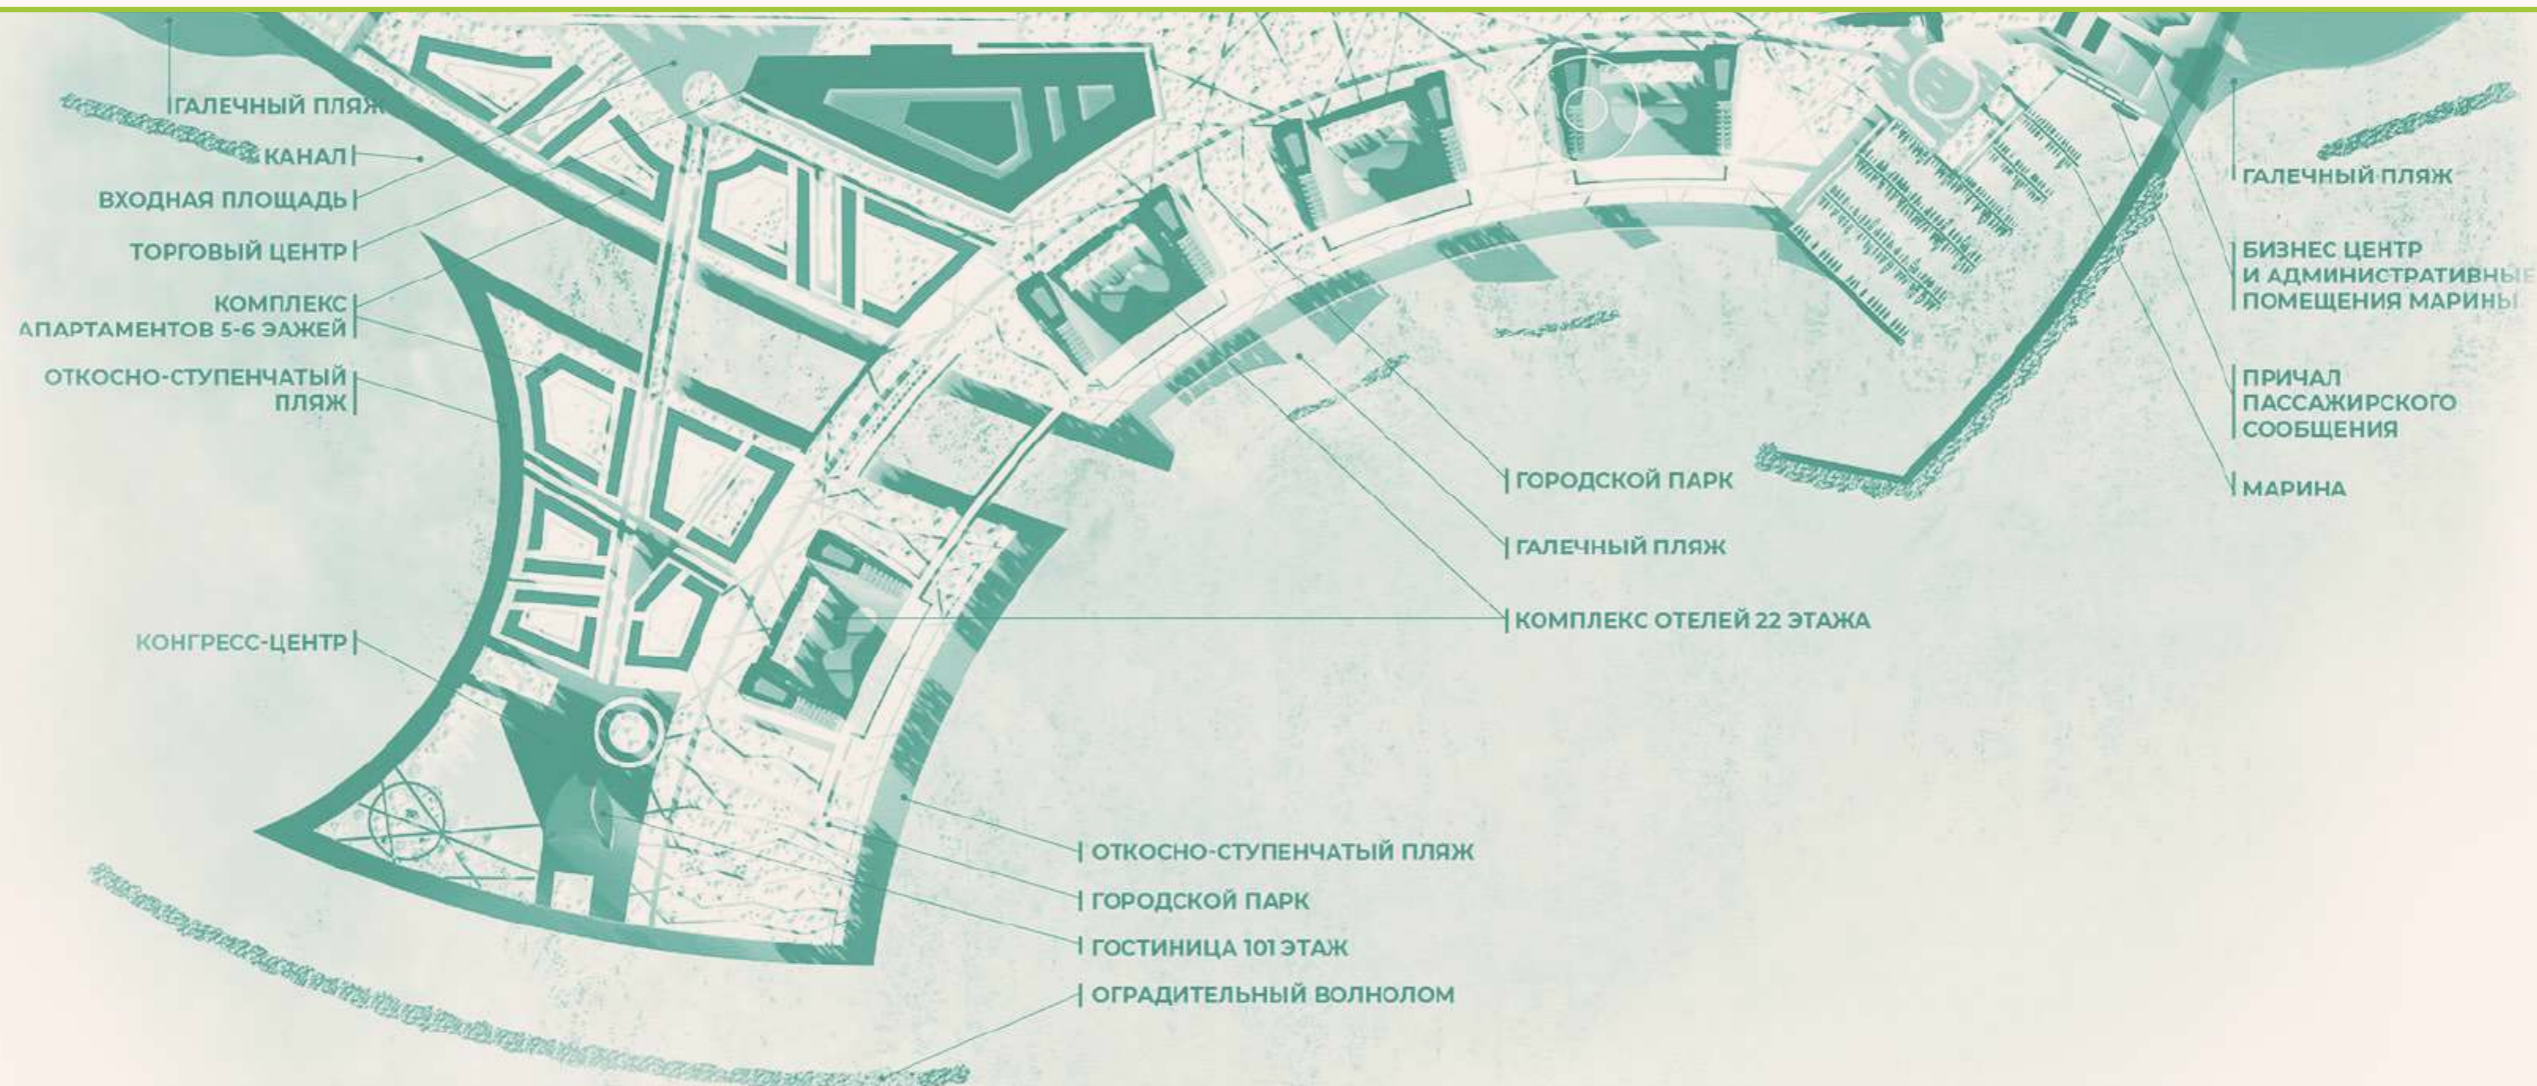 ГАЛЕЧНЫЙ ПЛЯЖ
КАНАЛ
ВХОДНАЯ ПЛОЩАДЬ
ТОРГОВЫЙ ЦЕНТР
КОМПЛЕКС
АПАРТАМЕНТОВ 5-6 ЭАЖЕЙ
ОТКОСНО-СТУПЕНЧАТЫЙ
ПЛЯЖ
КОНГРЕСС-ЦЕНТР
ГАЛЕЧНЫЙ ПЛЯЖ
БИЗНЕС ЦЕНТР
И АДМИНИСТРАТИВНЫЕ
ПОМЕЩЕНИЯ МАРИНЫ
ПРИЧАЛ
ПАССАЖИРСКОГО
СООБЩЕНИЯ
МАРИНА
ГОРОДСКОЙ ПАРК
ГАЛЕЧНЫЙ ПЛЯЖ
КОМПЛЕКС ОТЕЛЕЙ 22 ЭТАЖА
ОТКОСНО-СТУПЕНЧАТЫЙ ПЛЯЖ
ГОРОДСКОЙ ПАРК
ГОСТИНИЦА 101 ЭТАЖ
ОГРАДИТЕЛЬНЫЙ ВОЛНОЛОМ